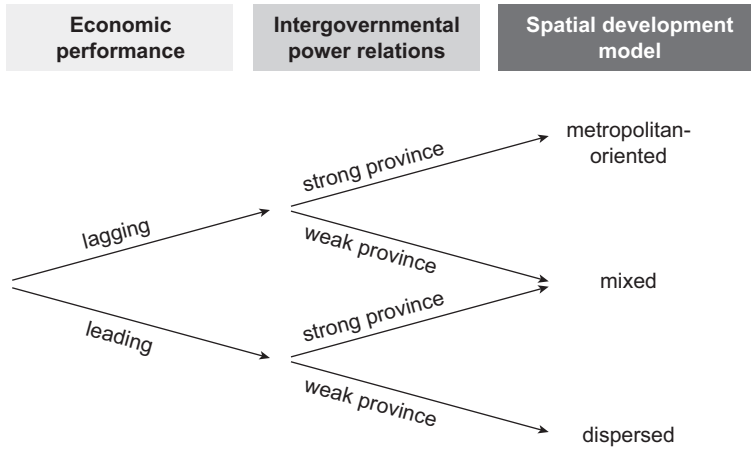 Economic
performance
Intergovernmental
power relations
Spatial development
model
metropolitan-
oriented
strong province
lagging
weak province
mixed
strong province
leading
weak province
dispersed